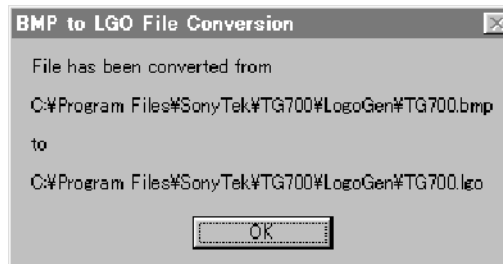 BMP to LGO File Conversion
File has been converted from
C:¥Program Files¥SonyTek¥TG700¥LogoGen¥TG700.bmp
to
C:¥Program Files¥SonyTek¥TG700¥LogoGen¥TG700.lgo
OK